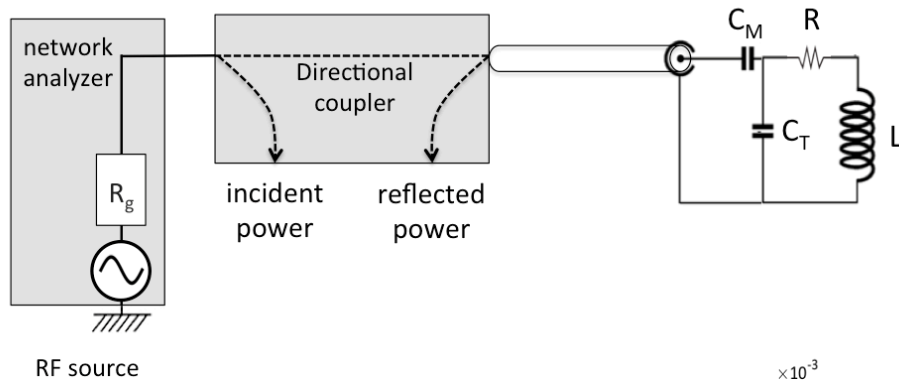 network
analyzer
R_g
RF source
Directional
coupler
incident
power
reflected
power
C_M
R
C_T
L
×10⁻³